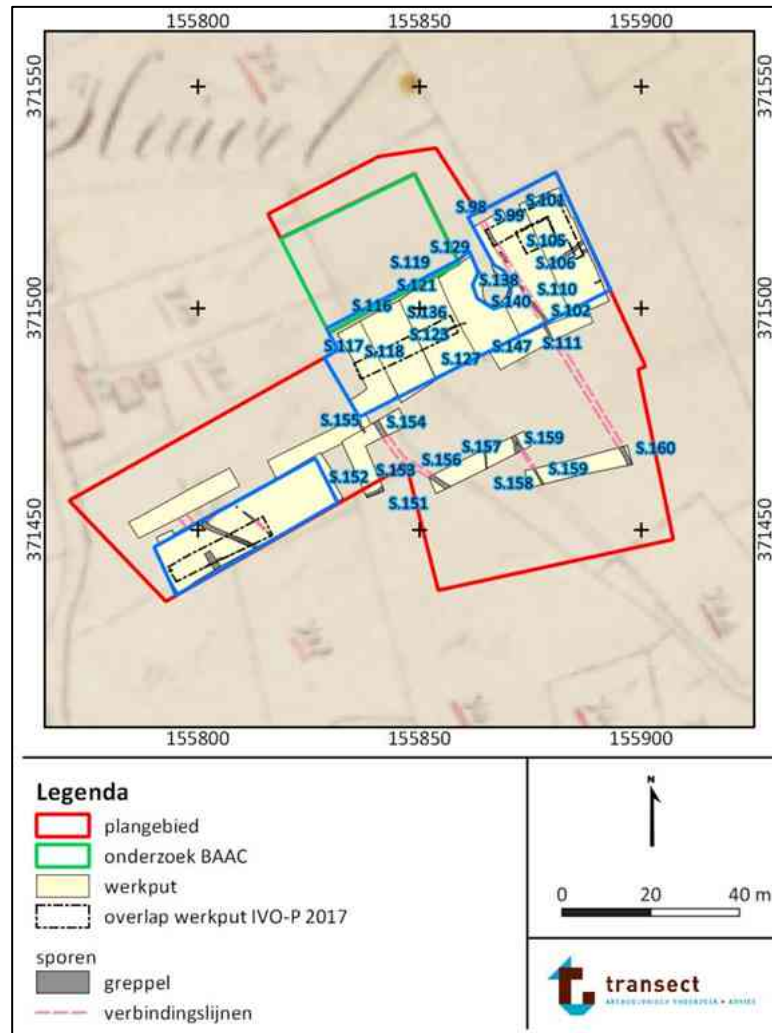 155800 155850 155900
371550 371550
S.98 S.101
S.99
S.105
S.129
S.119 S.106
S.121 S.138
S.116 S.110
S.136 S.140 S.102
S.123
S.117 S.111
S.118 S.147
S.127
371500 371500
S.155 S.154
S.157 S.159
S.160
S.156
S.152 S.153 S.159
S.158
S.151
371450 371450
155800 155850 155900
Legenda
plangebied
onderzoek BAAC
werkput
overlap werkput IVO-P 2017
sporen
greppel
verbindingslijnen
N
0 20 40 m
transect
ARCHEOLOGISCH ONDERZOEK • ADVIES